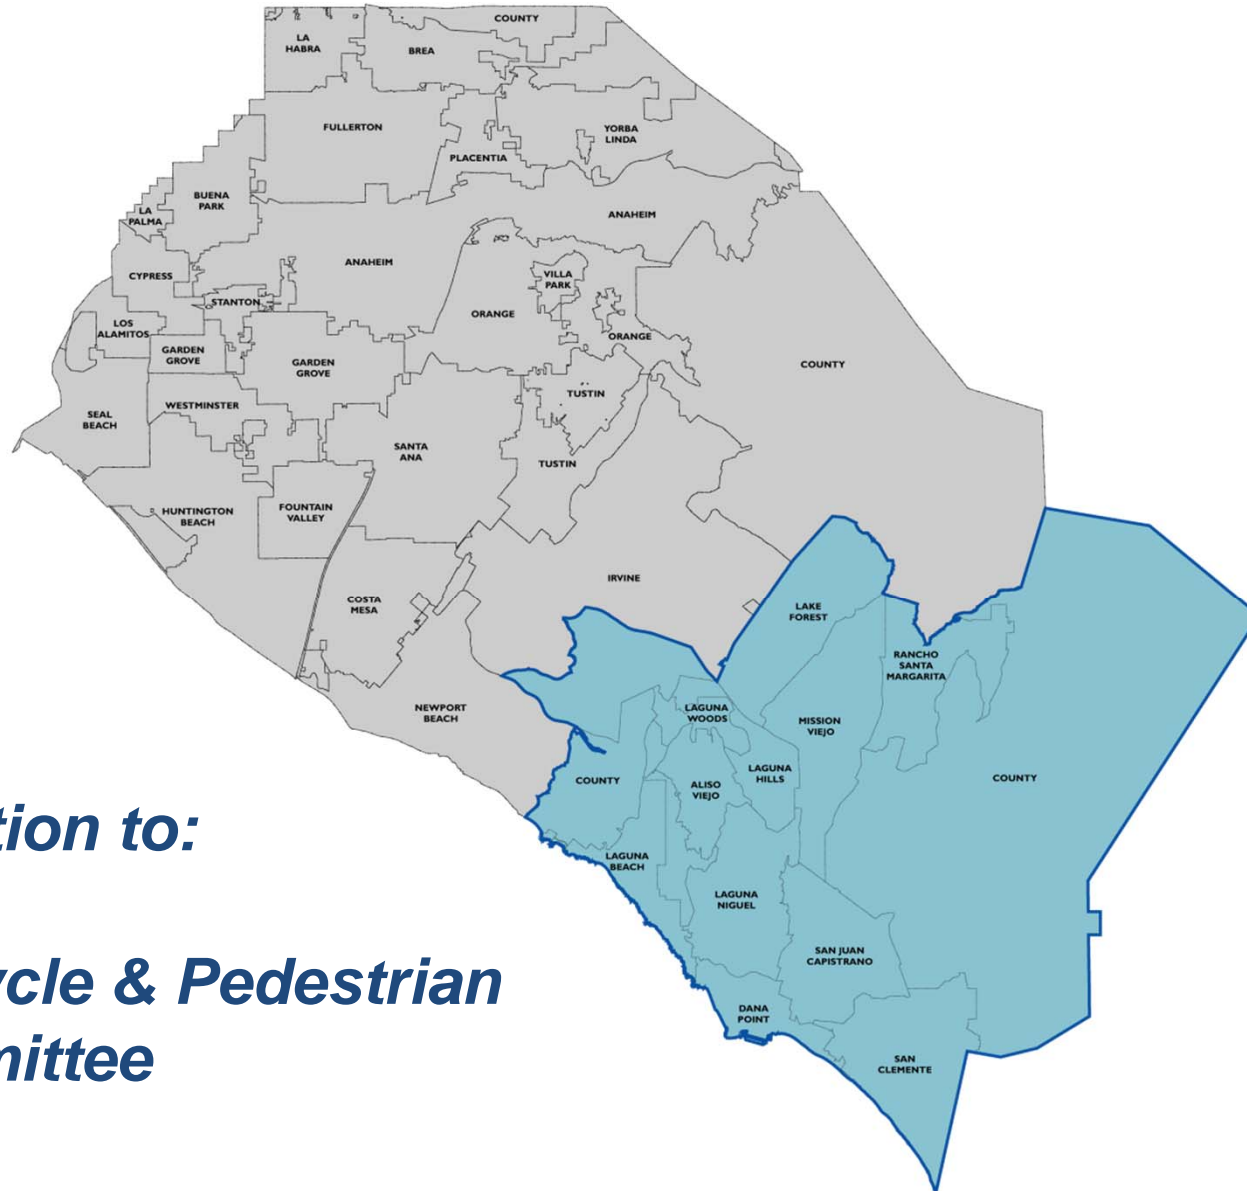 COUNTY
LA
HABRA
BREA
FULLERTON
YORBA
LINDA
PLACENTIA
BUENA
PARK
LA
PALMA
ANAHEIM
ANAHEIM
CYPRESS
VILLA
PARK
STANTON
ORANGE
LOS
ALAMITOS
ORANGE
GARDEN
GROVE
GARDEN
GROVE
COUNTY
TUSTIN
WESTMINSTER
SEAL
BEACH
SANTA
ANA
TUSTIN
HUNTINGTON
BEACH
FOUNTAIN
VALLEY
IRVINE
COSTA
MESA
LAKE
FOREST
RANCHO
SANTA
MARGARITA
NEWPORT
BEACH
LAGUNA
WOODS
MISSION
VIEJO
LAGUNA
HILLS
COUNTY
ALISO
VIEJO
COUNTY
LAGUNA
BEACH
LAGUNA
NIGUEL
SAN JUAN
CAPISTRANO
DANA
POINT
SAN
CLEMENTE
tion to:
ycle & Pedestrian
mittee